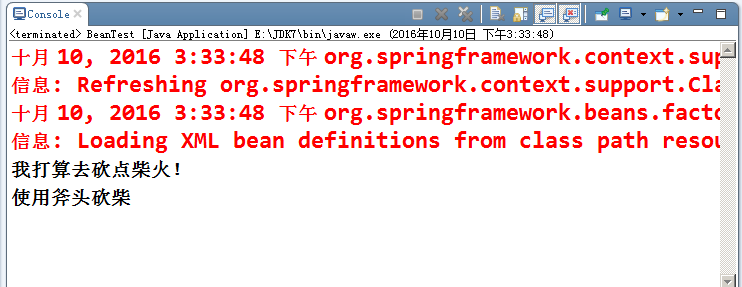 Console
<terminated> BeanTest [Java Application] E:\JDK7\bin\javaw.exe (2016年10月10日 下午3:33:48)
十月 10, 2016 3:33:48 下午 org.springframework.context.sup
信息: Refreshing org.springframework.context.support.Cla
十月 10, 2016 3:33:48 下午 org.springframework.beans.facto
信息: Loading XML bean definitions from class path resou
我打算去砍点柴火！
使用斧头砍柴